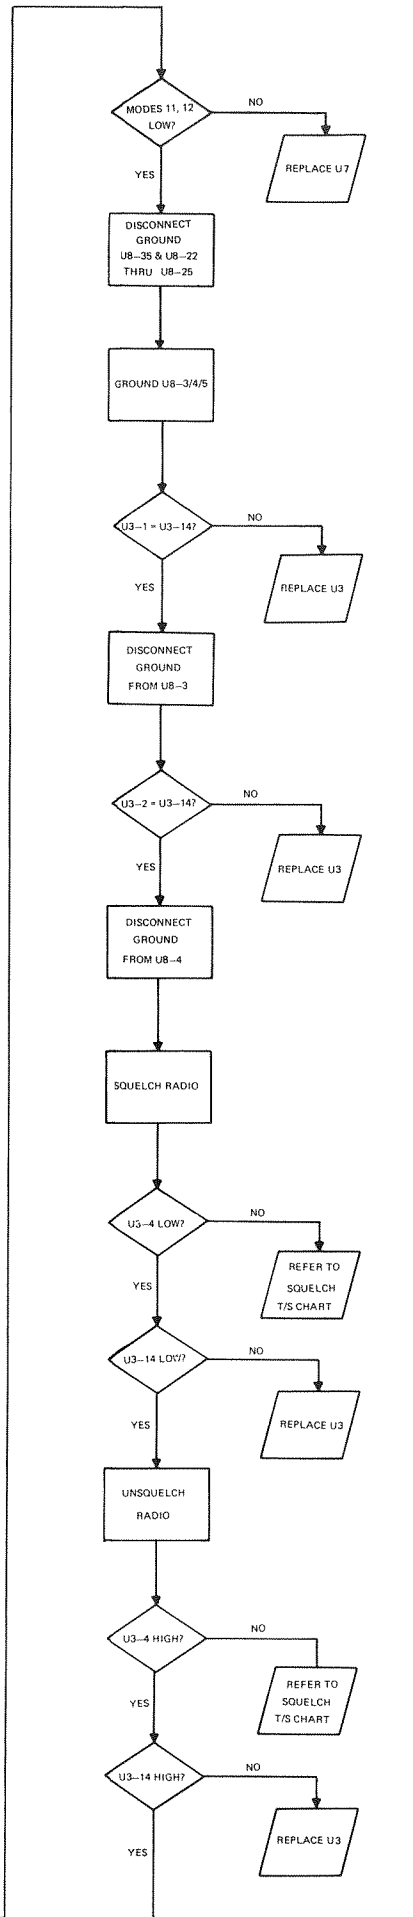 MODES 11, 12
LOW?
NO
REPLACE U7
YES
DISCONNECT
GROUND
U8-35 & U8-22
THRU U8-25
GROUND U8-3/4/5
U3-1 = U3-14?
NO
REPLACE U3
YES
DISCONNECT
GROUND
FROM U8-3
U3-2 = U3-14?
NO
REPLACE U3
YES
DISCONNECT
GROUND
FROM U8-4
SQUELCH RADIO
U3-4 LOW?
NO
REFER TO
SQUELCH
T/S CHART
YES
U3-14 LOW?
NO
REPLACE U3
YES
UNSQUELCH
RADIO
U3-4 HIGH?
NO
REFER TO
SQUELCH
T/S CHART
YES
U3-14 HIGH?
NO
REPLACE U3
YES